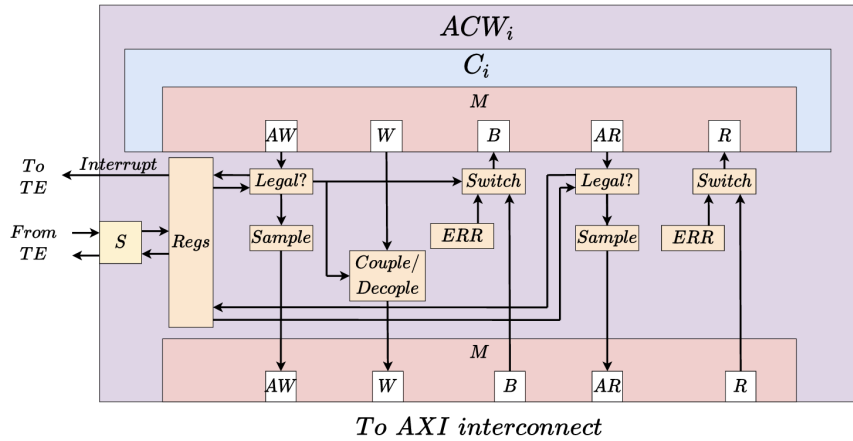 ACW_i
C_i
M
AW W B AR R
To
TE
Interrupt
Legal? Switch Legal? Switch
From
TE
S
Regs
Sample ERR Sample ERR
Couple/
Decople
M
AW W B AR R
To AXI interconnect